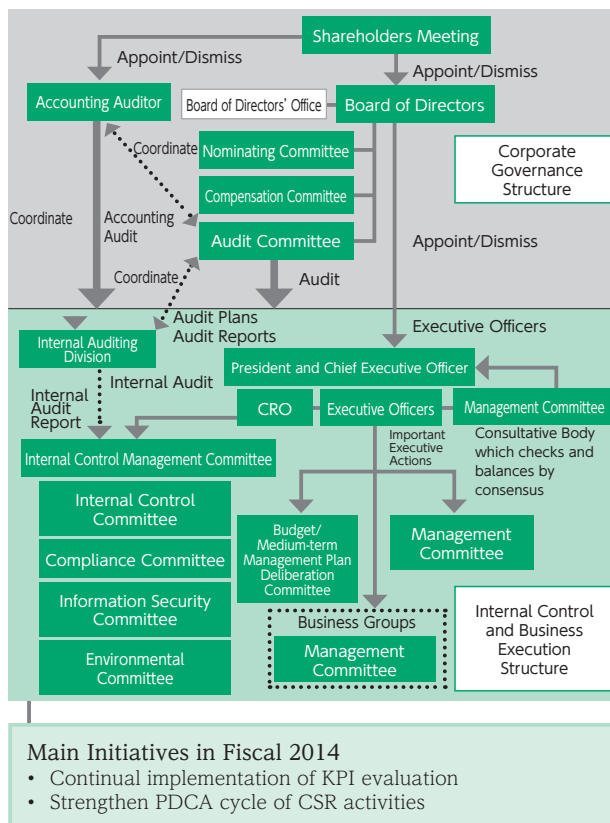 Shareholders Meeting
Appoint/Dismiss
Appoint/Dismiss
Accounting Auditor
Board of Directors' Office
Board of Directors
Coordinate
Nominating Committee
Corporate
Governance
Structure
Compensation Committee
Coordinate
Accounting
Audit
Audit Committee
Appoint/Dismiss
Coordinate
Audit
Audit Plans
Audit Reports
Executive Officers
Internal Auditing
Division
President and Chief Executive Officer
Internal Audit
Internal
Audit
Report
CRO
Executive Officers
Management Committee
Important
Executive
Actions
Consultative Body
which checks and
balances by
consensus
Internal Control Management Committee
Internal Control
Committee
Compliance Committee
Information Security
Committee
Environmental
Committee
Budget/
Medium-term
Management Plan
Deliberation
Committee
Management
Committee
Business Groups
Management
Committee
Internal Control
and Business
Execution
Structure
Main Initiatives in Fiscal 2014
• Continual implementation of KPI evaluation
• Strengthen PDCA cycle of CSR activities